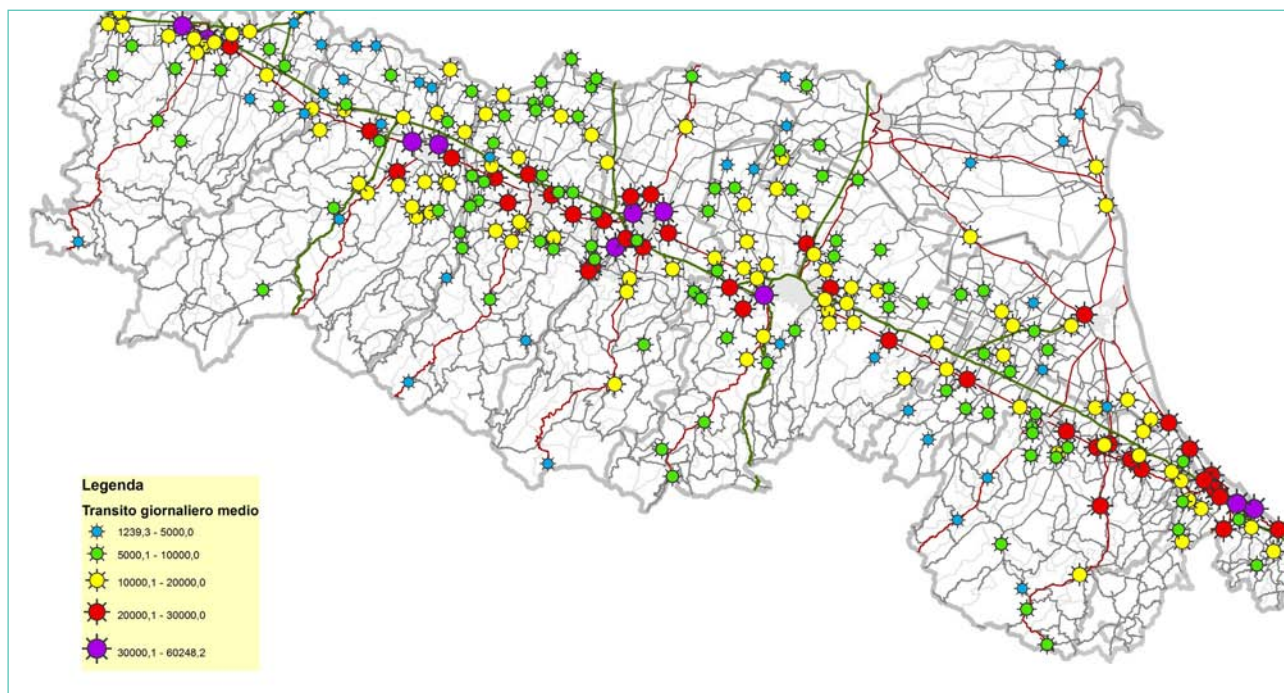 Legenda
Transito giornaliero medio
1239,3 - 5000,0
5000,1 - 10000,0
10000,1 - 20000,0
20000,1 - 30000,0
30000,1 - 60248,2